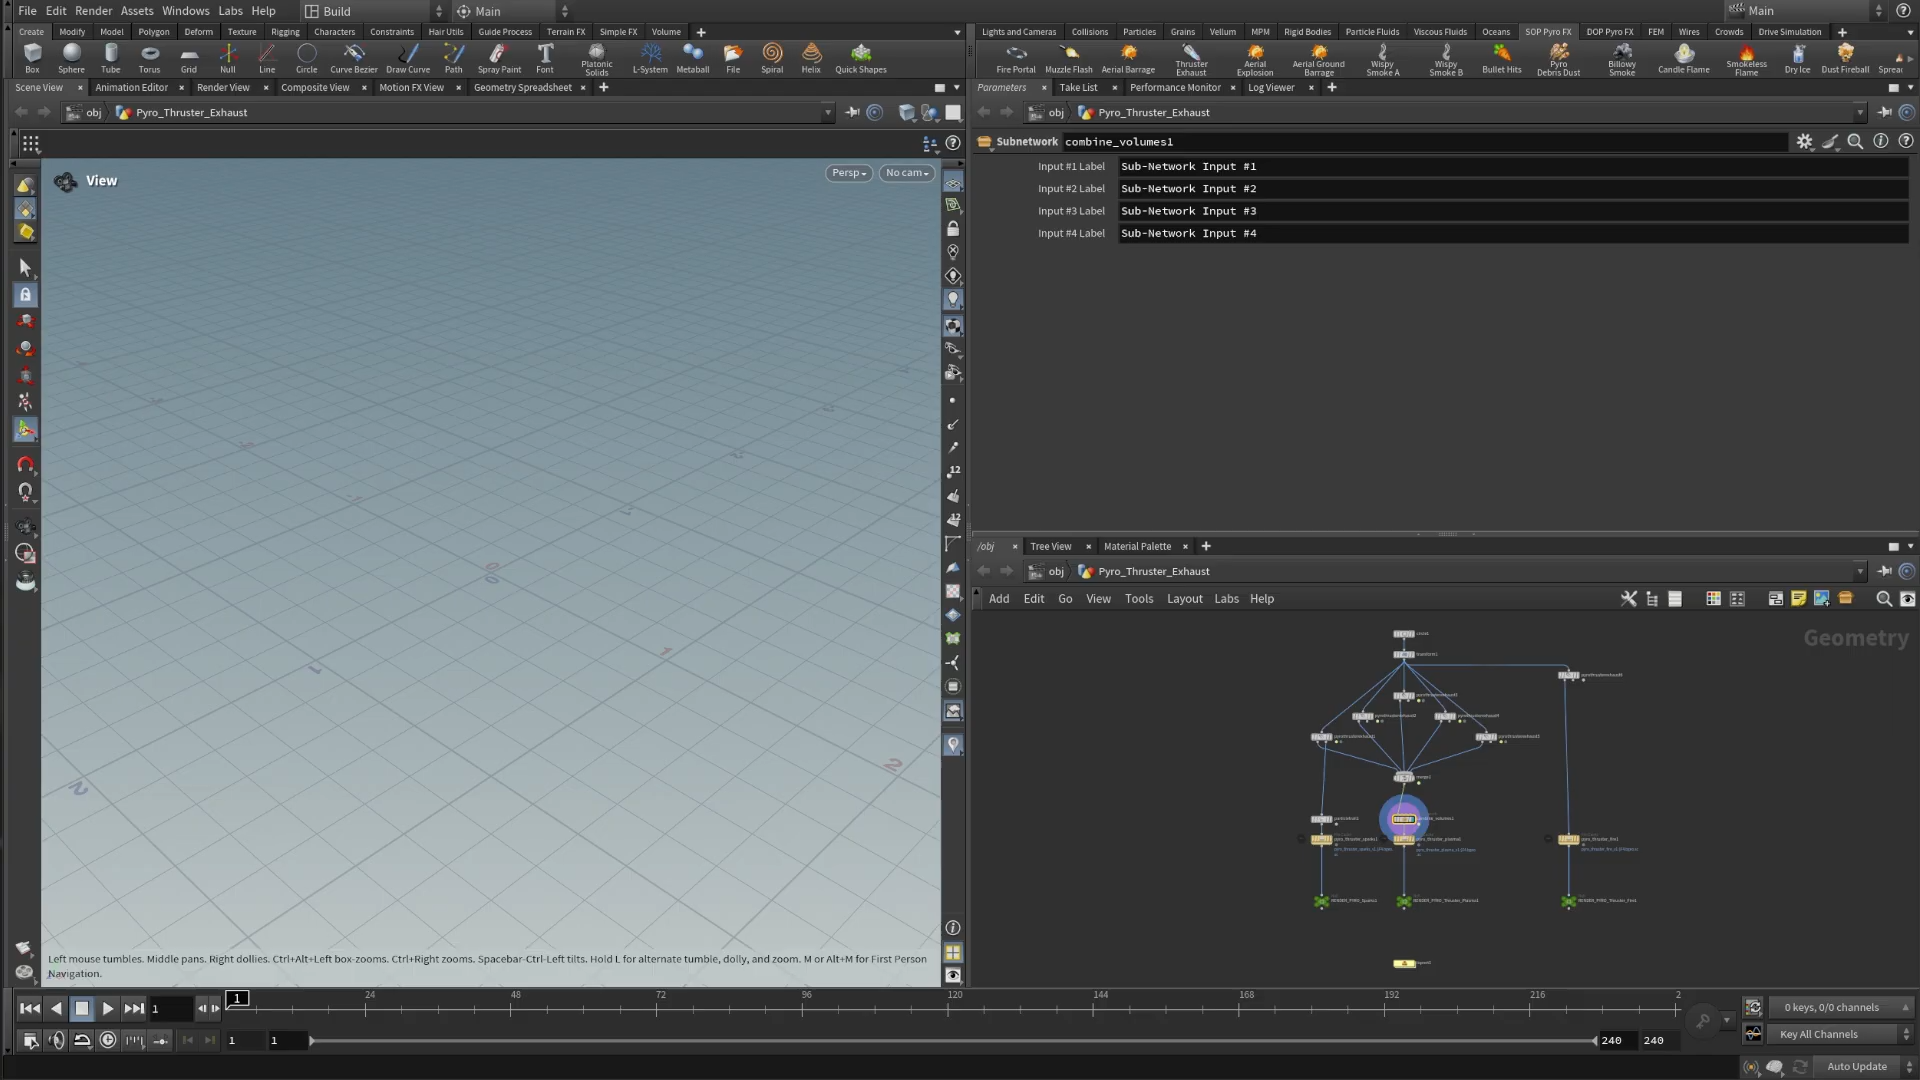 File Edit Render Assets Windows Labs Help Build Main Main
Create Modify Model Polygon Deform Texture Rigging Characters Constraints Hair Utils Guide Process Terrain FX Simple FX Volume
Lights and Cameras Collisions Particles Grains Vellum MPM Rigid Bodies Particle Fluids Viscous Fluids Oceans SOP Pyro FX DOP Pyro FX FEM Wires Crowds Drive Simulation
Box Sphere Tube Torus Grid Null Line Circle Curve Bezier Draw Curve Path Spray Paint Font Platonic Solids L-System Metaball File Spiral Helix Quick Shapes
Fire Portal Muzzle Flash Aerial Barrage Thruster Exhaust Aerial Explosion Aerial Ground Barrage Wispy Smoke A Wispy Smoke B Bullet Hits Pyro Debris Dust Billowy Smoke Candle Flame Smokeless Flame Dry Ice Dust Fireball Sprea
Scene View Animation Editor Render View Composite View Motion FX View Geometry Spreadsheet
Parameters Take List Performance Monitor Log Viewer
obj Pyro_Thruster_Exhaust
obj Pyro_Thruster_Exhaust
Subnetwork combine_volumes1
Input #1 Label Sub-Network Input #1
Input #2 Label Sub-Network Input #2
Input #3 Label Sub-Network Input #3
Input #4 Label Sub-Network Input #4
View Persp No cam
12
12
/obj Tree View Material Palette
obj Pyro_Thruster_Exhaust
Add Edit Go View Tools Layout Labs Help
Geometry
1
2
2
Left mouse tumbles. Middle pans. Right dollies. Ctrl+Alt+Left box-zooms. Ctrl+Right zooms. Spacebar-Ctrl-Left tilts. Hold L for alternate tumble, dolly, and zoom. M or Alt+M for First Person
Navigation.
1 1 24 48 72 96 120 144 168 192 216 2
0 keys, 0/0 channels
1 1 240 240
Key All Channels
Auto Update